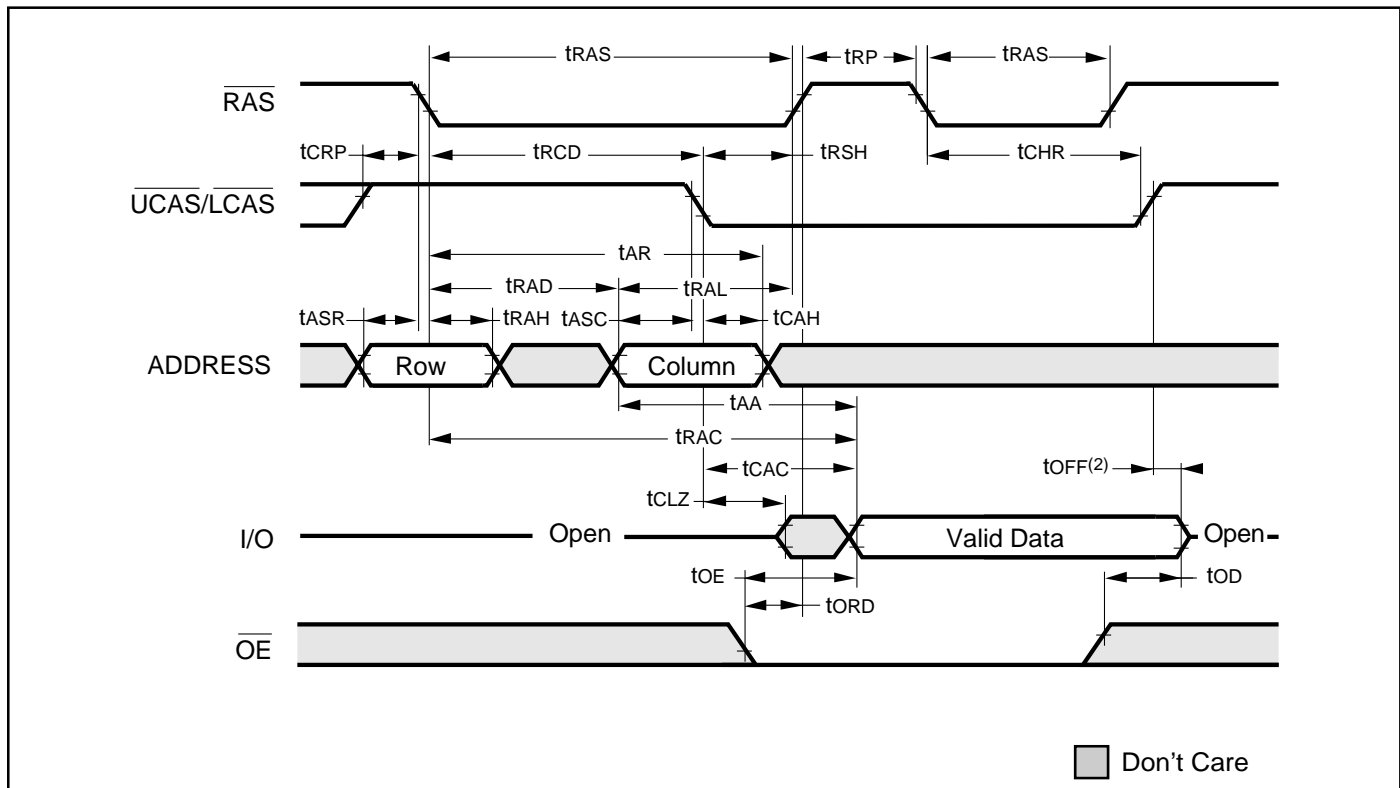 tRAS tRP tRAS
RAS
tCRP tRCD tRSH tCHR
UCAS/LCAS
tAR
tRAD tRAL
tASR tRAH tASC tCAH
ADDRESS Row Column
tAA
tRAC
tCAC tOFF(2)
tCLZ
I/O Open Valid Data Open
tOE tOD
tORD
OE
Don't Care